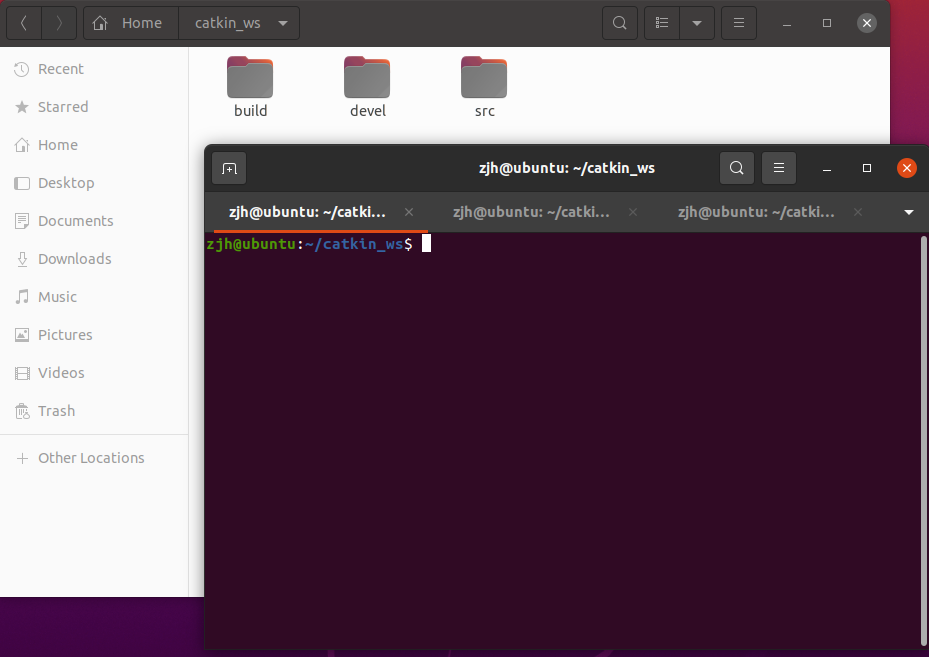 Home catkin_ws
Recent
Starred
Home
Desktop
Documents
Downloads
Music
Pictures
Videos
Trash
Other Locations
build devel src
zjh@ubuntu: ~/catkin_ws
zjh@ubuntu: ~/catki... zjh@ubuntu: ~/catki... zjh@ubuntu: ~/catki...
zjh@ubuntu:~/catkin_ws$